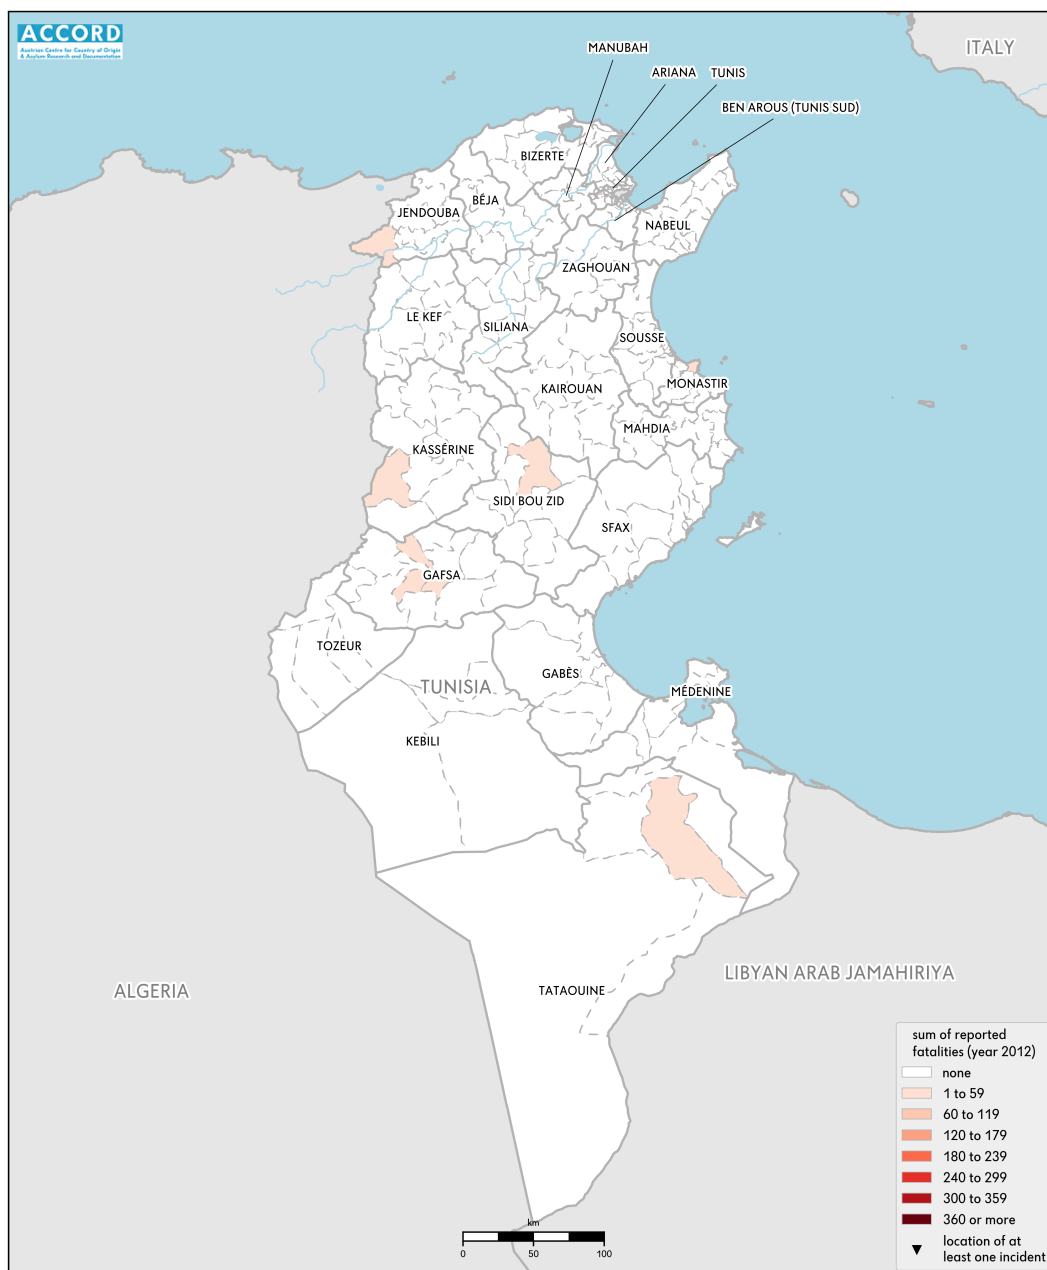 ACCORD
Austrian Centre for Country of Origin
& Asylum Research and Documentation
ITALY
MANUBAH
ARIANA
TUNIS
BEN AROUS (TUNIS SUD)
BIZERTE
BÉJA
JENDOUBA
NABEUL
ZAGHOUAN
LE KEF
SILIANA
SOUSSE
MONASTIR
KAIROUAN
MAHDIA
KASSÉRINE
SIDI BOU ZID
SFAX
GAFSA
TOZEUR
GABÈS
TUNISIA
MÉDENINE
KEBILI
LIBYAN ARAB JAMAHIRIYA
ALGERIA
TATAOUINE
sum of reported
fatalities (year 2012)
none
1 to 59
60 to 119
120 to 179
180 to 239
240 to 299
300 to 359
360 or more
location of at
least one incident
km
0 50 100